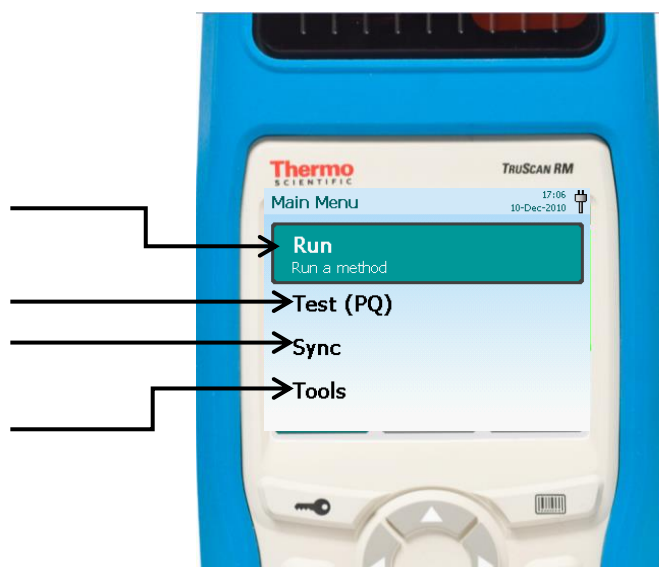 Thermo
SCIENTIFIC
TRUSCAN RM
Main Menu
17:06
10-Dec-2010
Run
Run a method
Test (PQ)
Sync
Tools